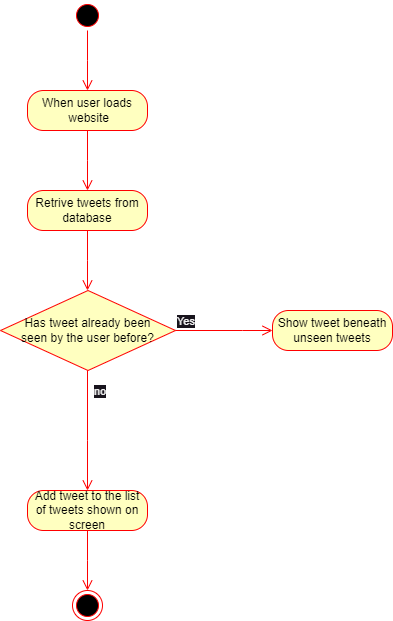 When user loads
website
Retrive tweets from
database
Has tweet already been
seen by the user before?
Yes
Show tweet beneath
unseen tweets
no
Add tweet to the list
of tweets shown on
screen